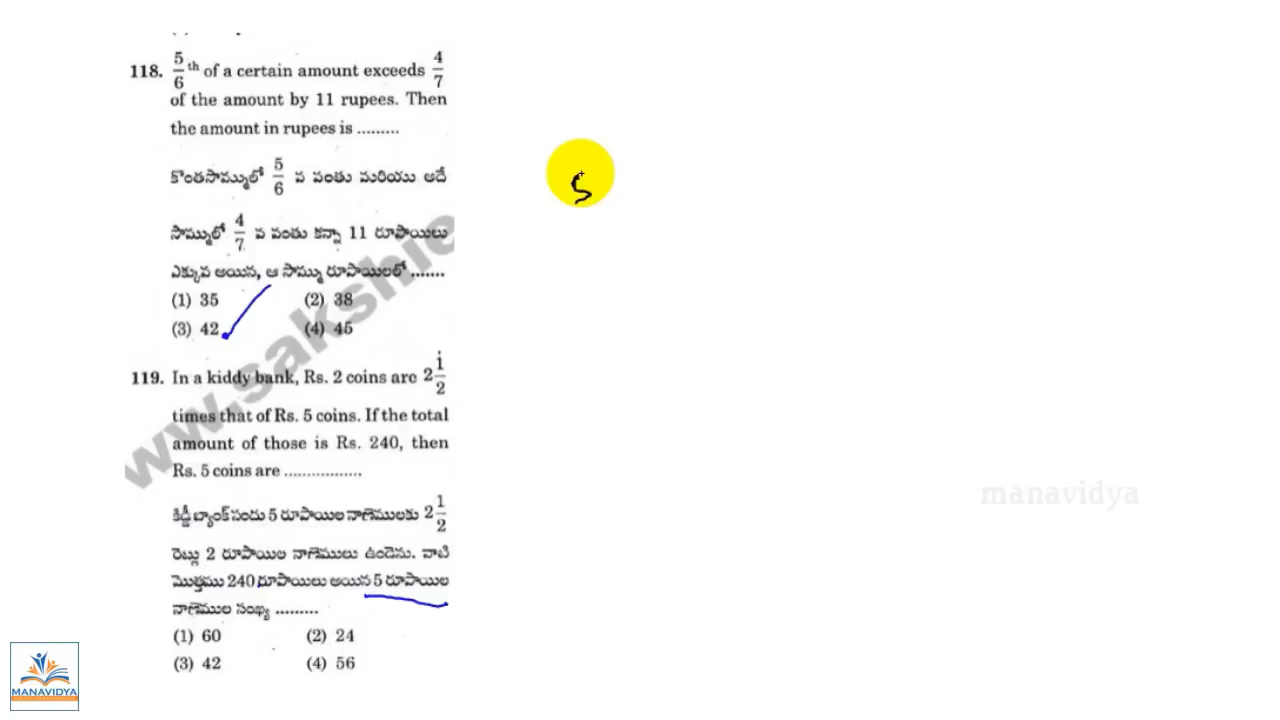 118. 5/6 th of a certain amount exceeds 4/7
of the amount by 11 rupees. Then
the amount in rupees is .........
కొంతసొమ్ములో 5/6 వ వంతు మరియు అదే
సొమ్ములో 4/7 వ వంతు కన్నా 11 రూపాయిలు
ఎక్కువ అయిన, ఆ సొమ్ము రూపాయిలలో .......
(1) 35 (2) 38
(3) 42 (4) 45
119. In a kiddy bank, Rs. 2 coins are 2 1/2
times that of Rs. 5 coins. If the total
amount of those is Rs. 240, then
Rs. 5 coins are .................
కిడ్డీ బ్యాంక్ నందు 5 రూపాయిల నాణెములకు 2 1/2
రెట్లు 2 రూపాయిల నాణెములు ఉండెను. వాటి
మొత్తము 240 రూపాయిలు అయిన 5 రూపాయిల
నాణెముల సంఖ్య .........
(1) 60 (2) 24
(3) 42 (4) 56
5
ww.sakshie
manavidya
MANAVIDYA